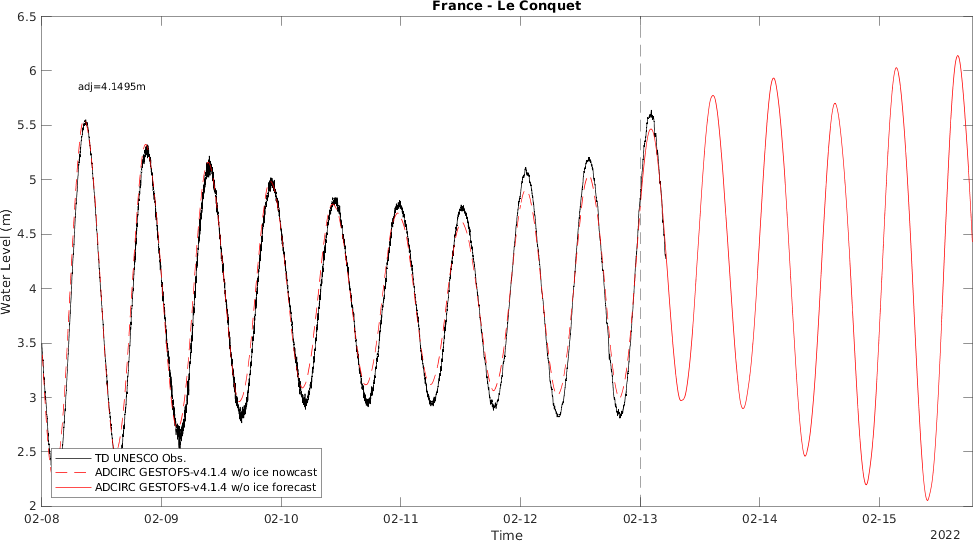 France - Le Conquet
6.5
6
5.5
5
4.5
4
3.5
3
2.5
2
Water Level (m)
adj=4.1495m
TD UNESCO Obs.
ADCIRC GESTOFS-v4.1.4 w/o ice nowcast
ADCIRC GESTOFS-v4.1.4 w/o ice forecast
02-08 02-09 02-10 02-11 02-12 02-13 02-14 02-15
Time
2022